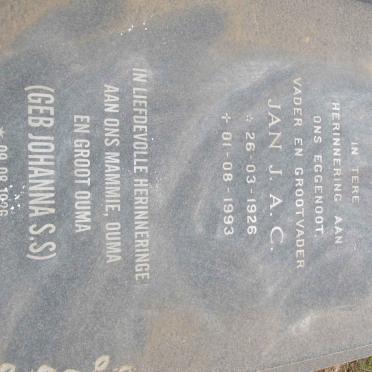 IN TERE
HERINNERING AAN
ONS EGGENOOT
VADER EN GROOTVADER
JAN J. A. C.
☆ 26-03-1926
✢ 01-08-1993
IN LIEFDEVOLLE HERINNERINGE
AAN ONS MAMMIE, OUMA
EN GROOT OUMA
(GEB JOHANNA S.S)